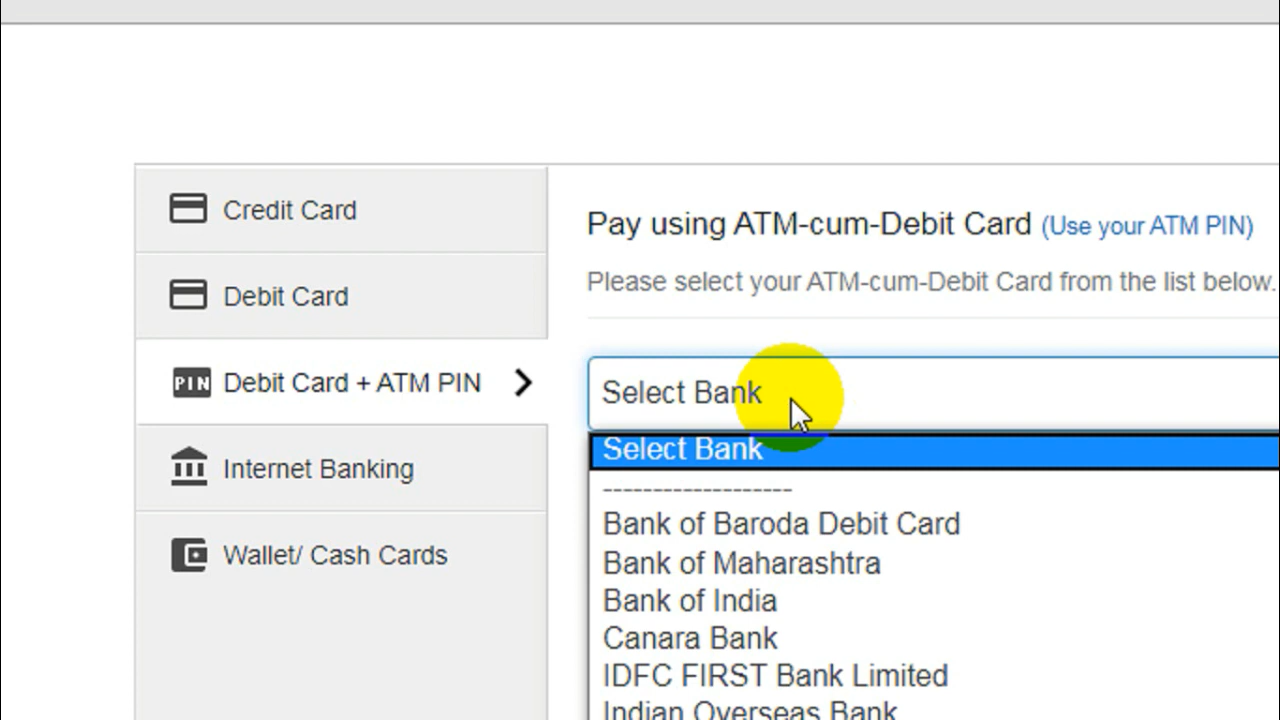 Credit Card
Debit Card
PIN Debit Card + ATM PIN
Internet Banking
Wallet/ Cash Cards
Pay using ATM-cum-Debit Card (Use your ATM PIN)
Please select your ATM-cum-Debit Card from the list below.
Select Bank
Select Bank
-------------------
Bank of Baroda Debit Card
Bank of Maharashtra
Bank of India
Canara Bank
IDFC FIRST Bank Limited
Indian Overseas Bank